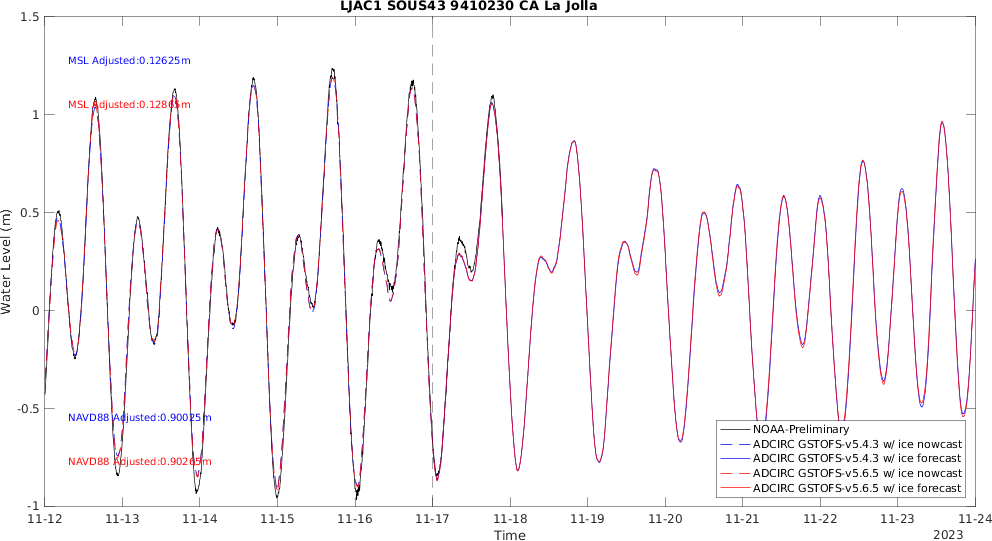 LJAC1 SOUS43 9410230 CA La Jolla
1.5
MSL Adjusted:0.12625m
MSL Adjusted:0.12865m
1
0.5
Water Level (m)
0
-0.5
NAVD88 Adjusted:0.90025m
NAVD88 Adjusted:0.90265m
NOAA-Preliminary
ADCIRC GSTOFS-v5.4.3 w/ ice nowcast
ADCIRC GSTOFS-v5.4.3 w/ ice forecast
ADCIRC GSTOFS-v5.6.5 w/ ice nowcast
ADCIRC GSTOFS-v5.6.5 w/ ice forecast
-1
11-12 11-13 11-14 11-15 11-16 11-17 11-18 11-19 11-20 11-21 11-22 11-23 11-24
Time
2023